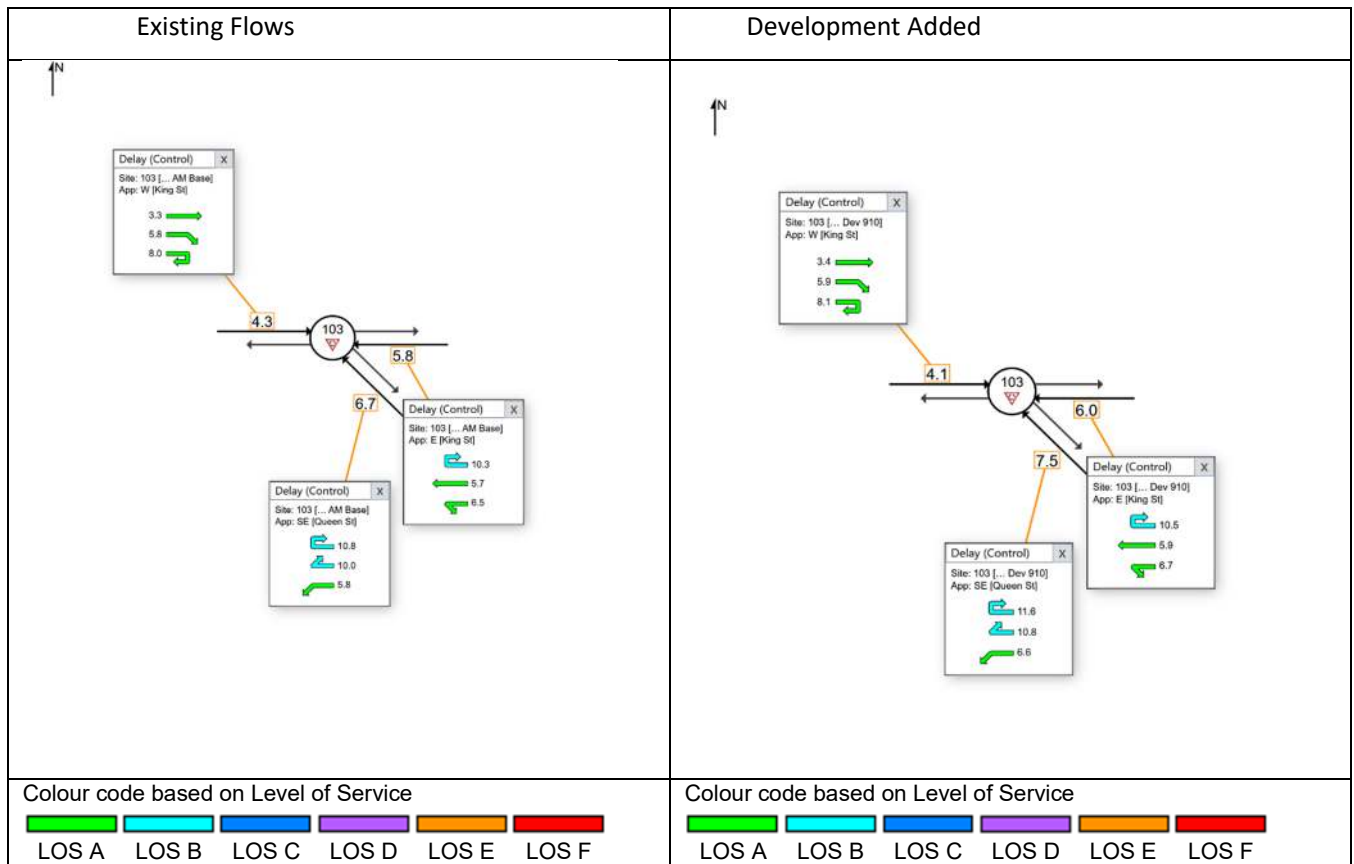 Existing Flows
N
Delay (Control) X
Site: 103 [... AM Base]
App: W [King St]
3.3
5.8
8.0
4.3
103
5.8
6.7
Delay (Control) X
Site: 103 [... AM Base]
App: E [King St]
10.3
5.7
6.5
Delay (Control) X
Site: 103 [... AM Base]
App: SE [Queen St]
10.8
10.0
5.8
Colour code based on Level of Service
LOS A LOS B LOS C LOS D LOS E LOS F
Development Added
N
Delay (Control) X
Site: 103 [... Dev 910]
App: W [King St]
3.4
5.9
8.1
4.1
103
6.0
7.5
Delay (Control) X
Site: 103 [... Dev 910]
App: E [King St]
10.5
5.9
6.7
Delay (Control) X
Site: 103 [... Dev 910]
App: SE [Queen St]
11.6
10.8
6.6
Colour code based on Level of Service
LOS A LOS B LOS C LOS D LOS E LOS F